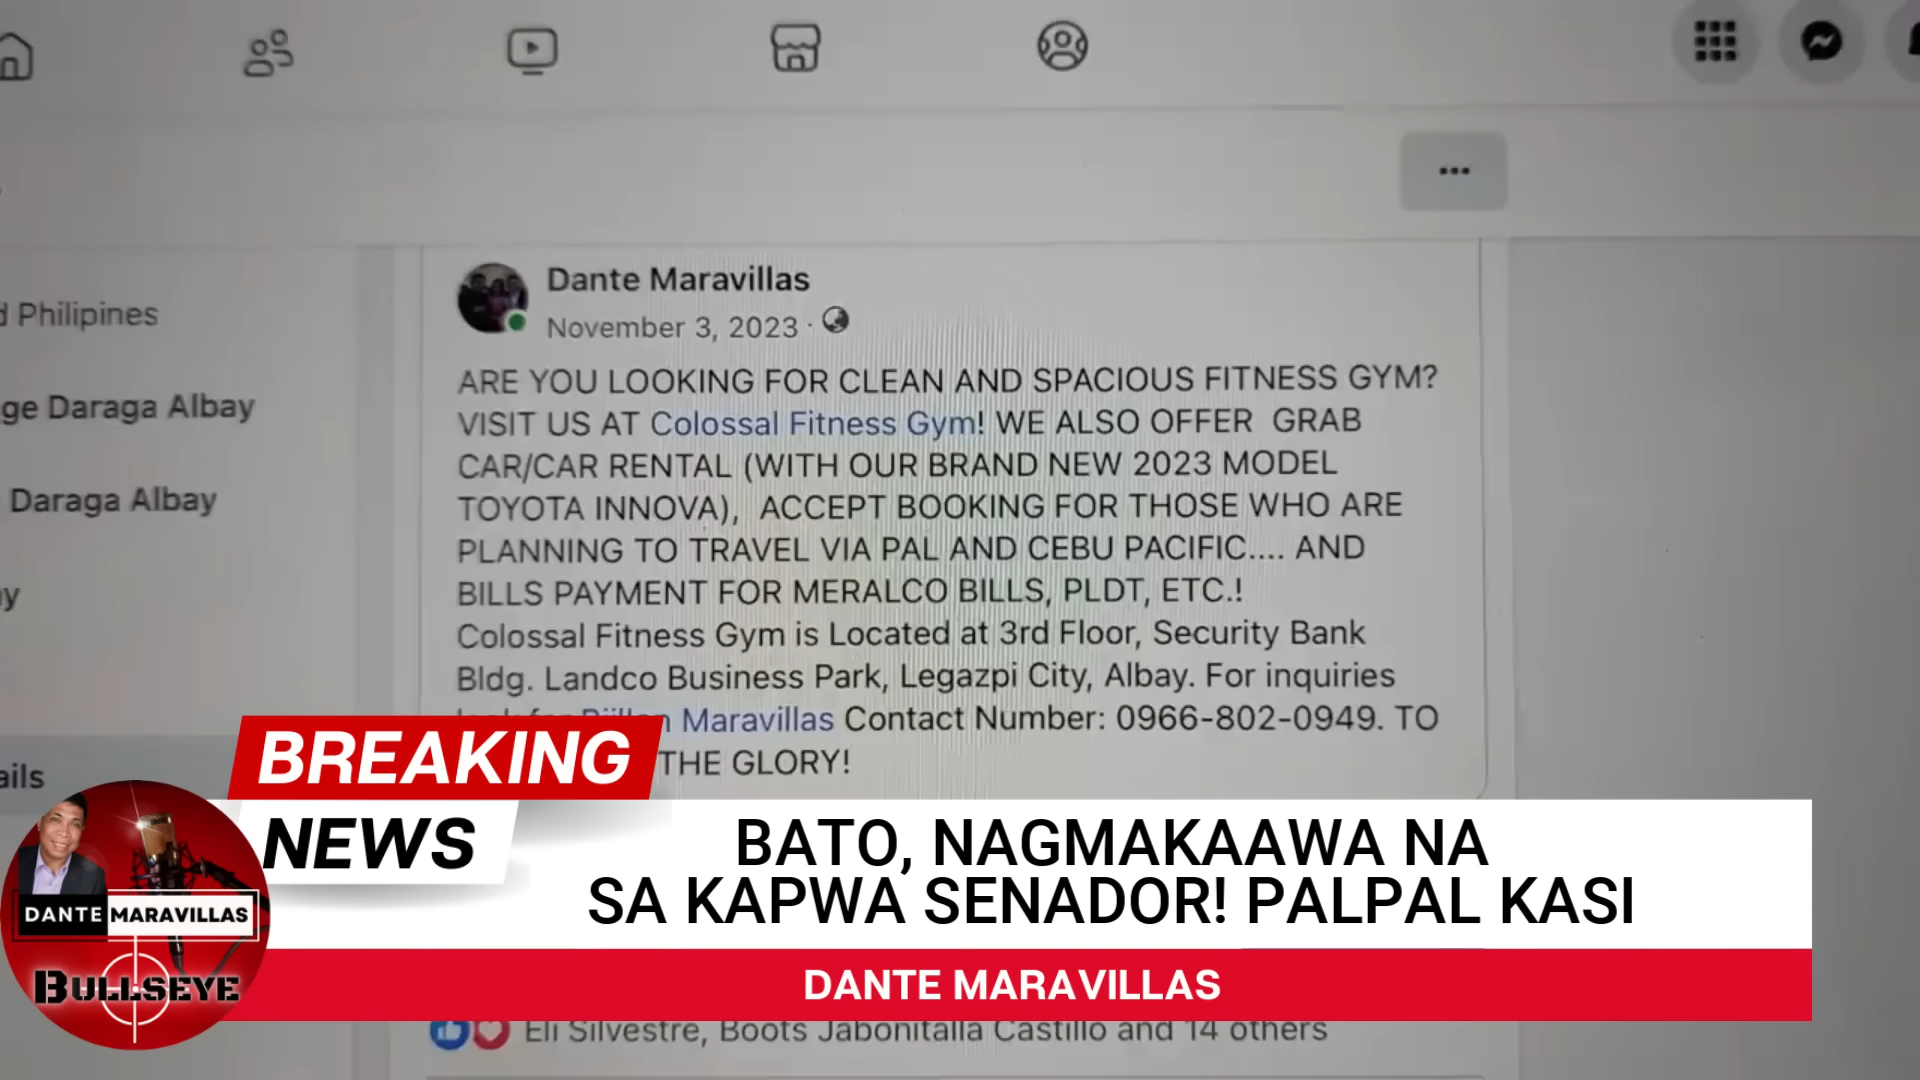 Dante Maravillas
November 3, 2023 ·
d Philipines
ge Daraga Albay
Daraga Albay
ay
ails
ARE YOU LOOKING FOR CLEAN AND SPACIOUS FITNESS GYM?
VISIT US AT Colossal Fitness Gym! WE ALSO OFFER GRAB
CAR/CAR RENTAL (WITH OUR BRAND NEW 2023 MODEL
TOYOTA INNOVA), ACCEPT BOOKING FOR THOSE WHO ARE
PLANNING TO TRAVEL VIA PAL AND CEBU PACIFIC.... AND
BILLS PAYMENT FOR MERALCO BILLS, PLDT, ETC.!
Colossal Fitness Gym is Located at 3rd Floor, Security Bank
Bldg. Landco Business Park, Legazpi City, Albay. For inquiries
Maravillas Contact Number: 0966-802-0949. TO
THE GLORY!
BREAKING
NEWS
BATO, NAGMAKAAWA NA
SA KAPWA SENADOR! PALPAL KASI
DANTE MARAVILLAS
DANTE MARAVILLAS
BULLSEYE
Eli Silvestre, Boots Jabonitalla Castillo and 14 others